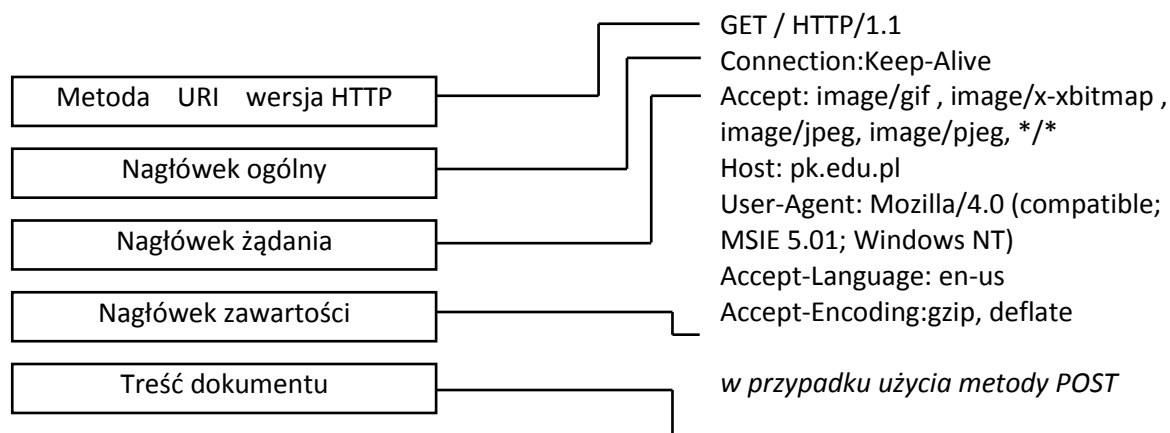 GET / HTTP/1.1
Connection:Keep-Alive
Metoda URI wersja HTTP
Accept: image/gif , image/x-xbitmap ,
image/jpeg, image/pjeg, */*
Nagłówek ogólny
Host: pk.edu.pl
User-Agent: Mozilla/4.0 (compatible;
Nagłówek żądania
MSIE 5.01; Windows NT)
Accept-Language: en-us
Nagłówek zawartości
Accept-Encoding:gzip, deflate
Treść dokumentu
w przypadku użycia metody POST